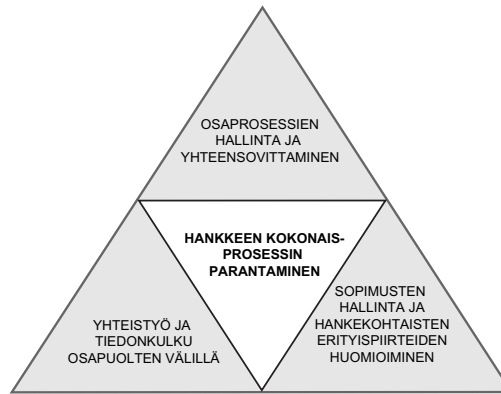 OSAPROSESSIEN
HALLINTA JA
YHTEENSOVITTAMINEN
HANKKEEN KOKONAIS-
PROSESSIN
PARANTAMINEN
YHTEISTYÖ JA
TIEDONKULKU
OSAPUOLTEN VÄLILLÄ
SOPIMUSTEN
HALLINTA JA
HANKEKOHTAISTEN
ERITYISPIIRTEIDEN
HUOMIOIMINEN